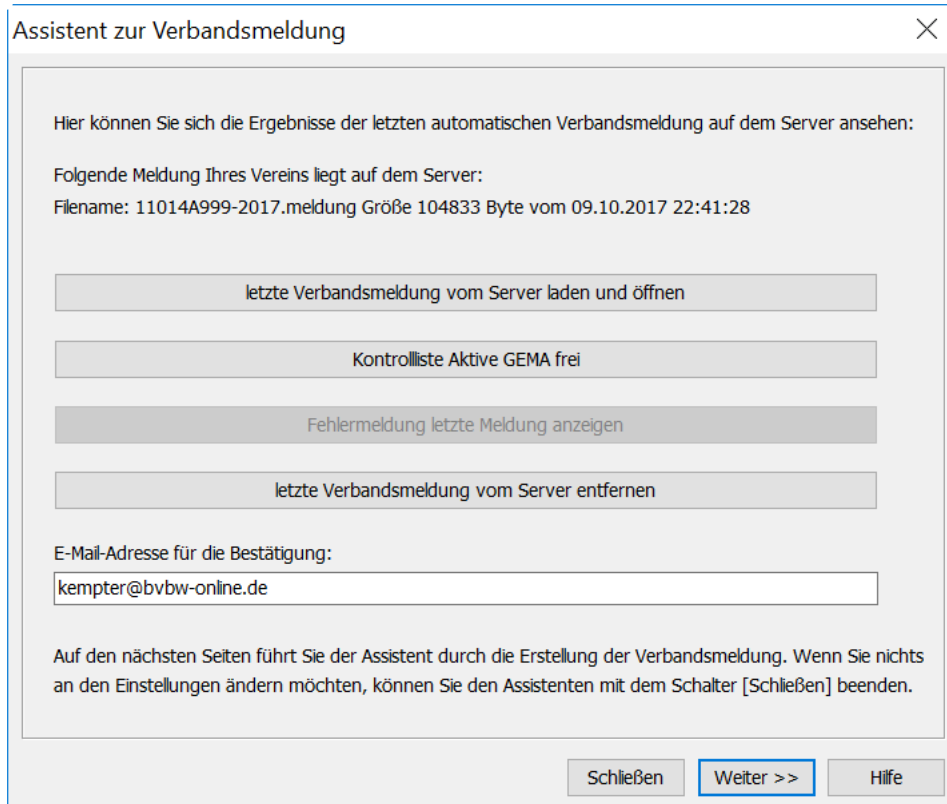 Assistent zur Verbandsmeldung
Hier können Sie sich die Ergebnisse der letzten automatischen Verbandsmeldung auf dem Server ansehen:
Folgende Meldung Ihres Vereins liegt auf dem Server:
Filename: 11014A999-2017.meldung Größe 104833 Byte vom 09.10.2017 22:41:28
letzte Verbandsmeldung vom Server laden und öffnen
Kontrollliste Aktive GEMA frei
Fehlermeldung letzte Meldung anzeigen
letzte Verbandsmeldung vom Server entfernen
E-Mail-Adresse für die Bestätigung:
kempter@bvbw-online.de
Auf den nächsten Seiten führt Sie der Assistent durch die Erstellung der Verbandsmeldung. Wenn Sie nichts
an den Einstellungen ändern möchten, können Sie den Assistenten mit dem Schalter [Schließen] beenden.
Schließen Weiter >> Hilfe